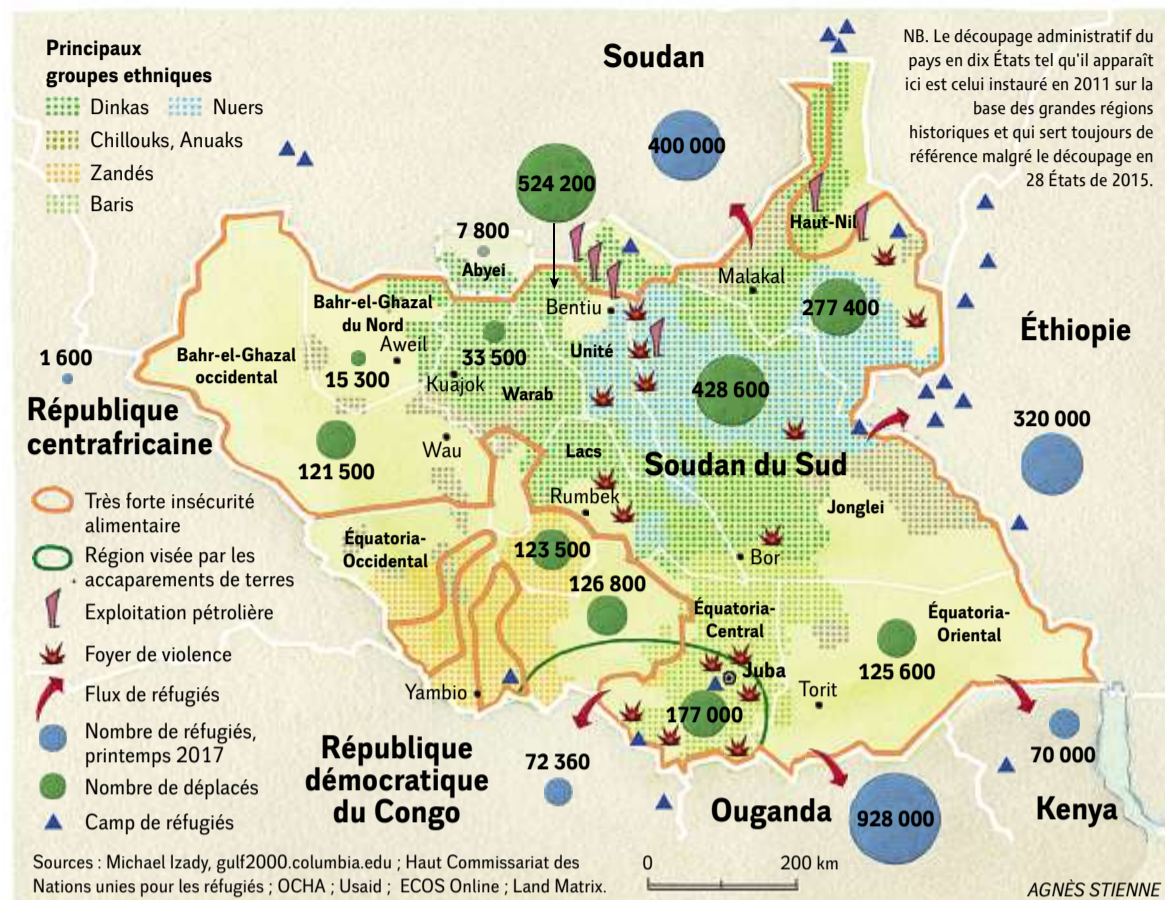 Principaux
groupes ethniques
Dinkas
Nuers
Chillouks, Anuaks
Zandés
Baris
Soudan
NB. Le découpage administratif du
pays en dix États tel qu'il apparaît
ici est celui instauré en 2011 sur la
base des grandes régions
historiques et qui sert toujours de
référence malgré le découpage en
28 États de 2015.
400 000
524 200
7 800
Abyei
Haut-Nil
Malakal
277 400
Bentiu
Bahr-el-Ghazal
du Nord
Aweil
15 300
33 500
Kuajok
Warab
Unité
428 600
Éthiopie
320 000
1 600
Bahr-el-Ghazal
occidental
République
centrafricaine
121 500
Wau
Lacs
Rumbek
Soudan du Sud
Jonglei
Bor
Équatoria-
Occidental
123 500
126 800
Équatoria-
Central
Équatoria-
Oriental
125 600
Juba
177 000
Torit
Yambio
Très forte insécurité
alimentaire
Région visée par les
accaparements de terres
Exploitation pétrolière
Foyer de violence
Flux de réfugiés
Nombre de réfugiés,
printemps 2017
Nombre de déplacés
Camp de réfugiés
République
démocratique
du Congo
72 360
Ouganda
928 000
70 000
Kenya
Sources : Michael Izady, gulf2000.columbia.edu ; Haut Commissariat des
Nations unies pour les réfugiés ; OCHA ; Usaid ; ECOS Online ; Land Matrix.
0
200 km
AGNÈS STIENNE